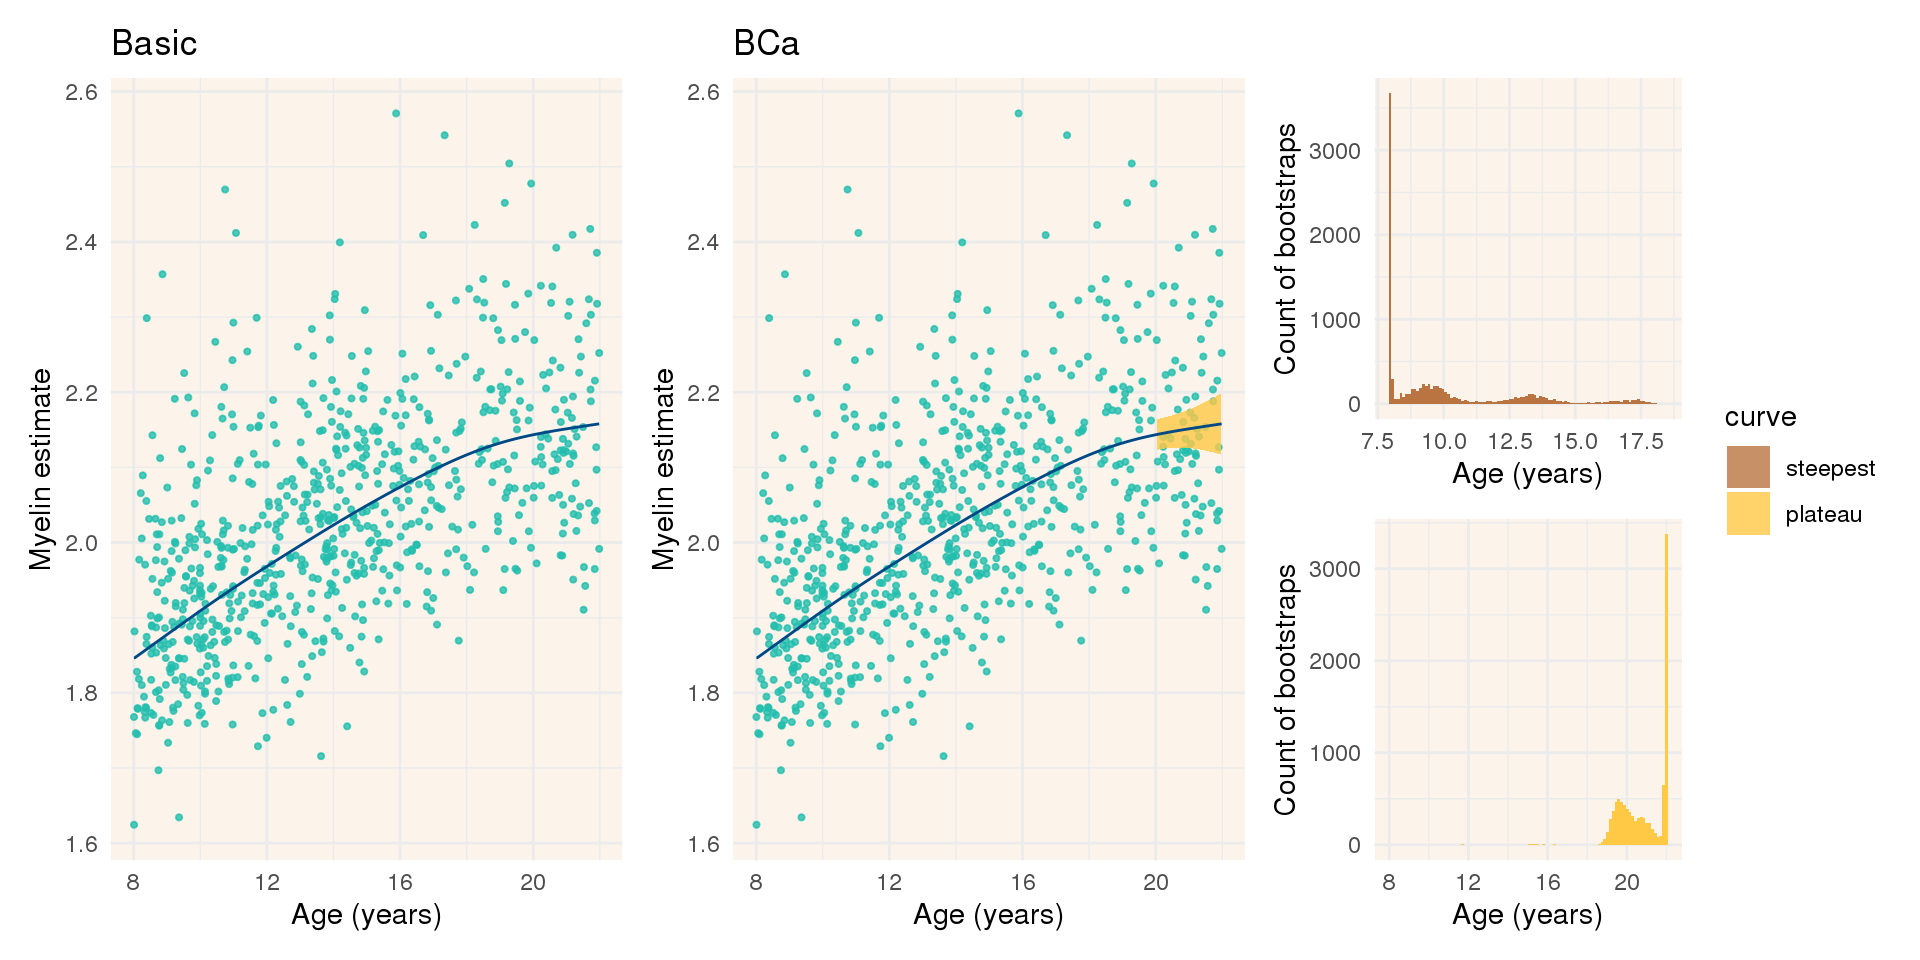 Basic
2.6
2.4
2.2
2.0
1.8
1.6
Myelin estimate
8 12 16 20
Age (years)
BCa
2.6
2.4
2.2
2.0
1.8
1.6
Myelin estimate
8 12 16 20
Age (years)
3000
2000
1000
0
Count of bootstraps
7.5 10.0 12.5 15.0 17.5
Age (years)
3000
2000
1000
0
Count of bootstraps
8 12 16 20
Age (years)
curve
steepest
plateau